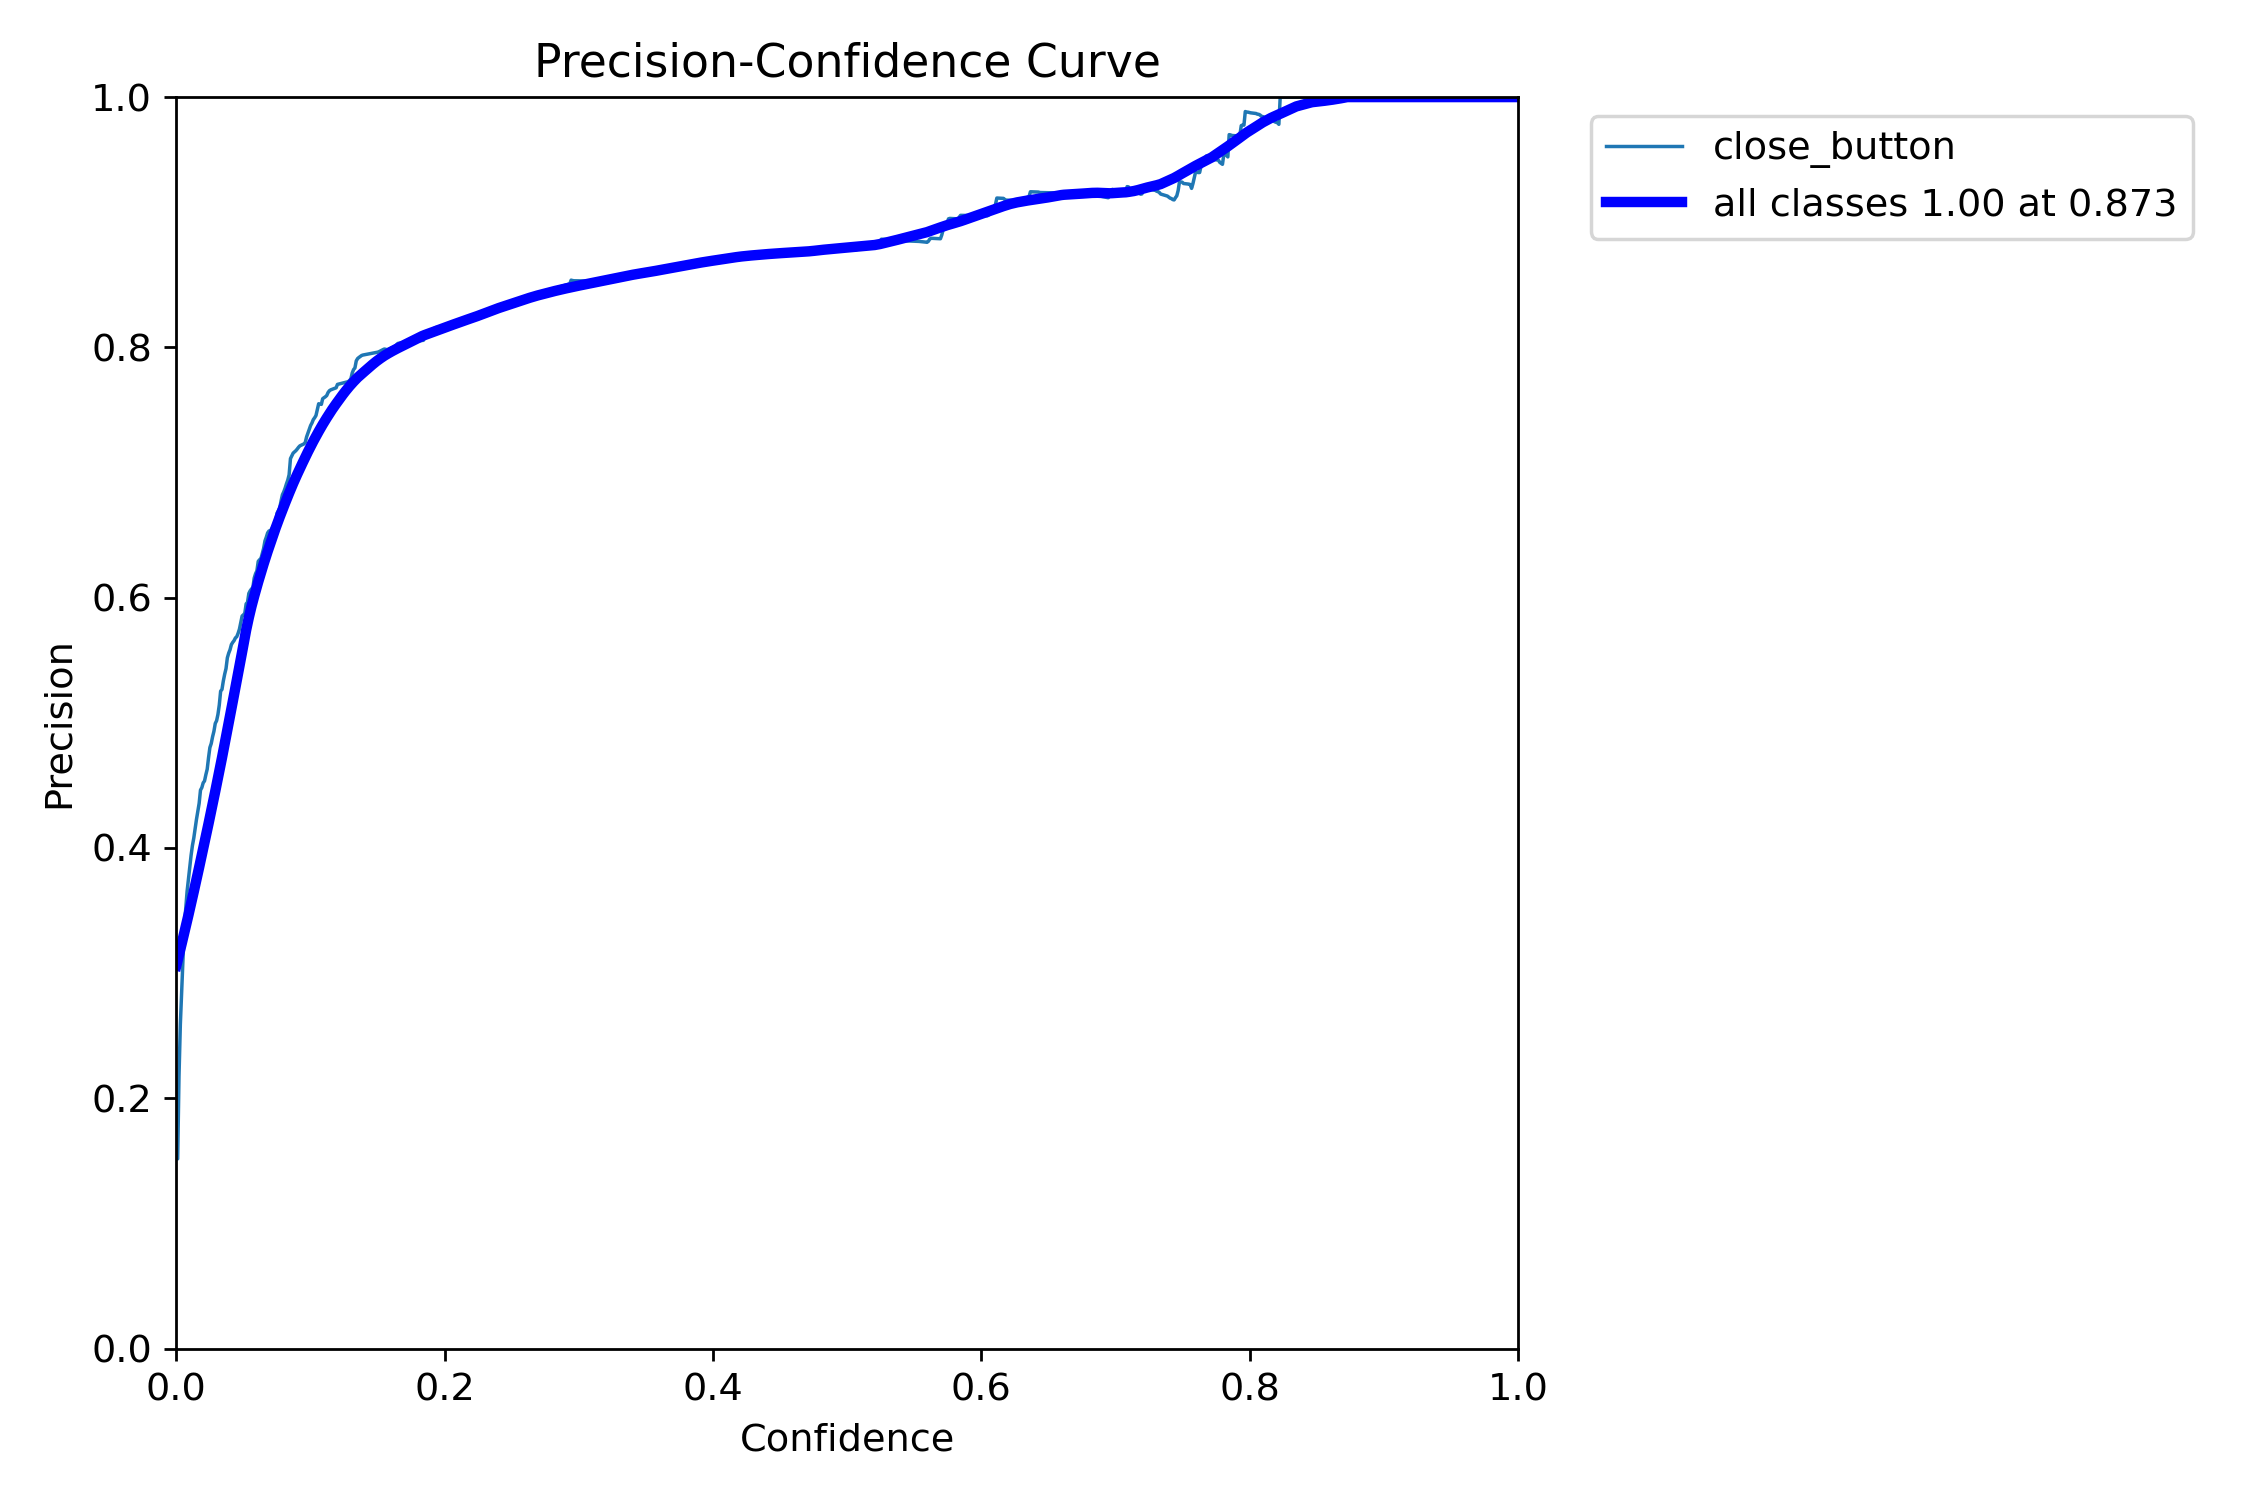 Precision-Confidence Curve
1.0
0.8
0.6
0.4
0.2
0.0
Precision
0.0 0.2 0.4 0.6 0.8 1.0
Confidence
close_button
all classes 1.00 at 0.873